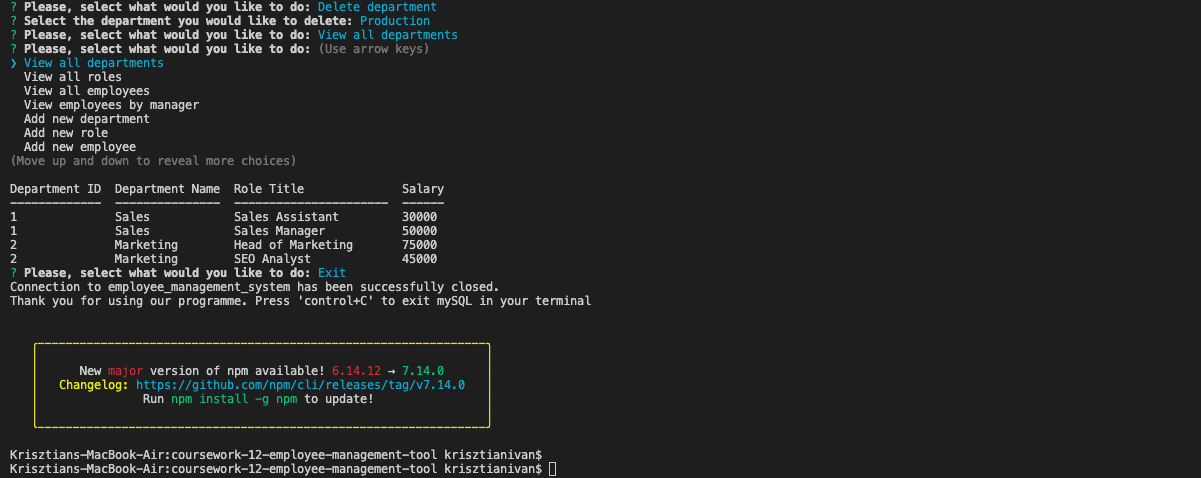 ? Please, select what would you like to do: Delete department
? Select the department you would like to delete: Production
? Please, select what would you like to do: View all departments
? Please, select what would you like to do: (Use arrow keys)
❯ View all departments
  View all roles
  View all employees
  View employees by manager
  Add new department
  Add new role
  Add new employee
(Move up and down to reveal more choices)

Department ID  Department Name  Role Title              Salary
-------------  ---------------  ----------------------  ------
1              Sales            Sales Assistant         30000
1              Sales            Sales Manager           50000
2              Marketing        Head of Marketing       75000
2              Marketing        SEO Analyst             45000
? Please, select what would you like to do: Exit
Connection to employee_management_system has been successfully closed.
Thank you for using our programme. Press 'control+C' to exit mySQL in your terminal

New major version of npm available! 6.14.12 → 7.14.0
Changelog: https://github.com/npm/cli/releases/tag/v7.14.0
Run npm install -g npm to update!

Krisztians-MacBook-Air:coursework-12-employee-management-tool krisztianivan$
Krisztians-MacBook-Air:coursework-12-employee-management-tool krisztianivan$